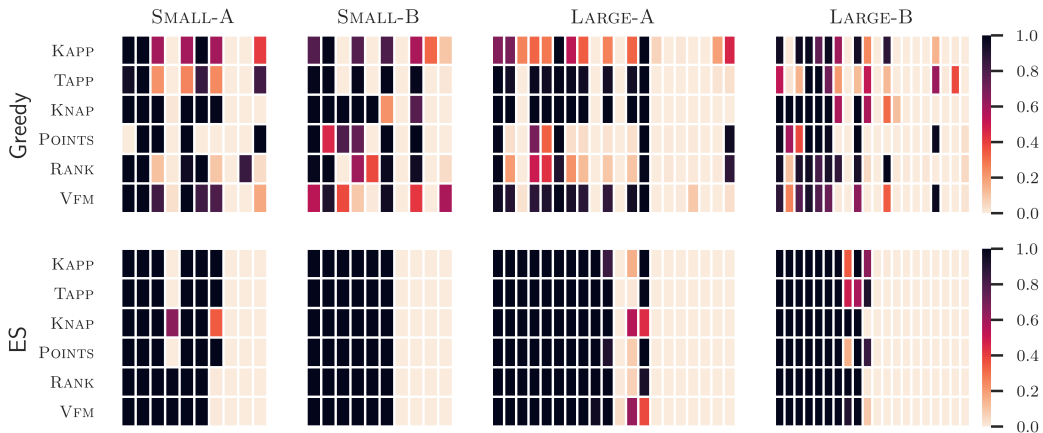 SMALL-A SMALL-B LARGE-A LARGE-B
Greedy
KAPP
TAPP
KNAP
POINTS
RANK
VFM
1.0
0.8
0.6
0.4
0.2
0.0
ES
KAPP
TAPP
KNAP
POINTS
RANK
VFM
1.0
0.8
0.6
0.4
0.2
0.0